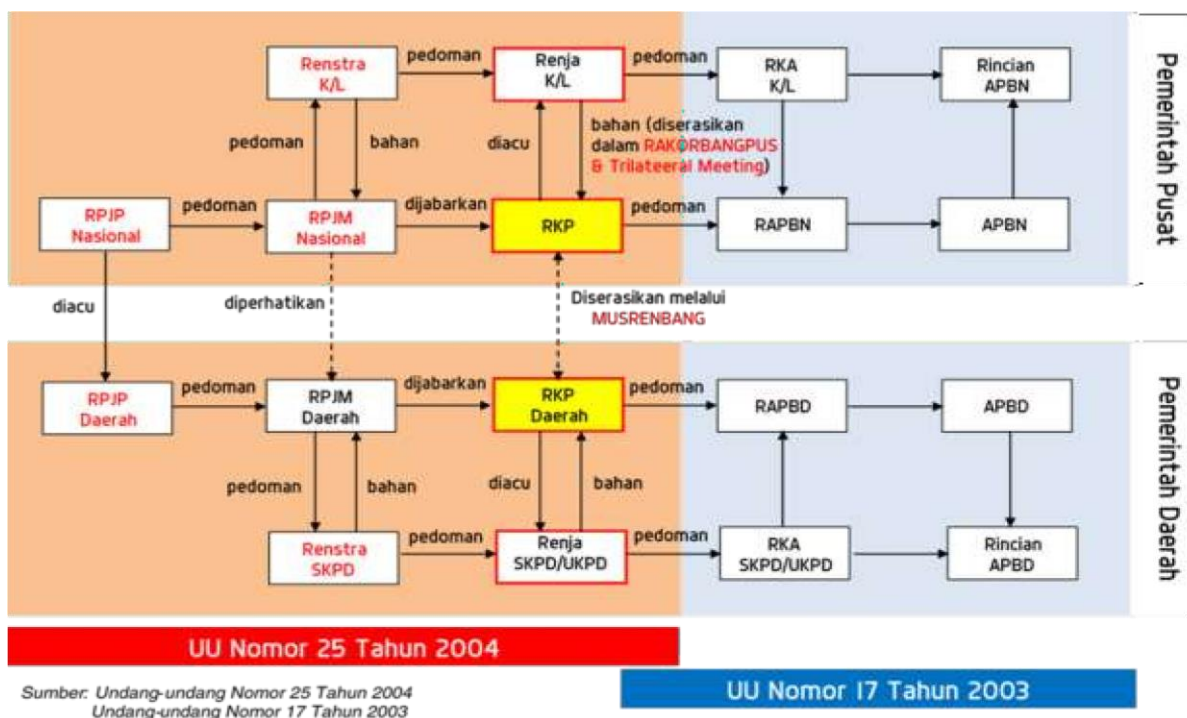 pedoman
pedoman
Renstra
K/L
Renja
K/L
RKA
K/L
Rincian
APBN
pedoman
bahan
diacu
bahan (diserasikan
dalam RAKORBANGPUS
& Trilateeral Meeting)
RPJP
Nasional
pedoman
RPJM
Nasional
dijabarkan
RKP
pedoman
RAPBN
APBN
Pemerintah Pusat
diacu
diperhatikan
Diserasikan melalui
MUSRENBANG
RPJP
Daerah
pedoman
RPJM
Daerah
dijabarkan
RKP
Daerah
pedoman
RAPBD
APBD
pedoman
bahan
diacu
bahan
Renstra
SKPD
pedoman
Renja
SKPD/UKPD
pedoman
RKA
SKPD/UKPD
Rincian
APBD
Pemerintah Daerah
UU Nomor 25 Tahun 2004
UU Nomor 17 Tahun 2003
Sumber: Undang-undang Nomor 25 Tahun 2004
Undang-undang Nomor 17 Tahun 2003